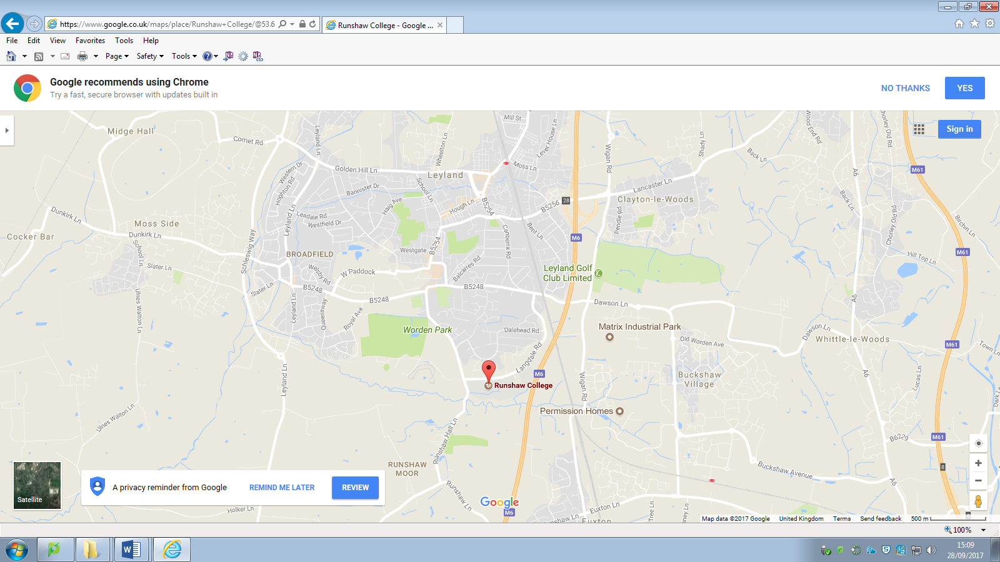 https://www.google.co.uk/maps/place/Runshaw+College/@53.6
Runshaw College - Google ...
File Edit View Favorites Tools Help
Page Safety Tools
Google recommends using Chrome
Try a fast, secure browser with updates built in
NO THANKS
YES
Sign in
Midge Hall
Comet Rd
Leyland Ln
Wheelton Ln
Mill St
Lever House Ln
Wigan Rd
Shady Ln
Back Ln
Wood End Rd
Chorley Old Rd
A6
M61
Western Dr
Golden Hill Ln
Leyland
Moss Ln
Hoghton Rd
Bannister Dr
School Ln
Lancaster Ln
Clayton-le-Woods
Back Ln
Haig Ave
Hough Ln
B5254
B5256
28
Dunkirk Ln
Moss Side
Leyland Ln
Leadale Rd
Westfield Dr
Pendle Rd
Bent Ln
Chorley Old Rd
Birchin Ln
Cocker Bar
Dunkirk Ln
Schleswig Way
M6
Canberra Rd
School Ln
BROADFIELD
Westgate
B5254
M61
Hill Top Ln
Slater Ln
Welsby Rd
W Paddock
Balcarres Rd
Leyland Golf
Club Limited
Slater Ln
B5248
B5248
B5248
Ulnes Walton Ln
Leyland Ln
Queensway
Royal Ave
Dawson Ln
A6
Worden Park
Dalehead Rd
Matrix Industrial Park
Dawson Ln
Old Worden Ave
Whittle-le-Woods
M61
Town Ln
Langdale Rd
Leyland Ln
M6
Runshaw College
Wigan Rd
Buckshaw
Village
A6
Lucas Ln
Dark Ln
Ulnes Walton Ln
Permission Homes
Runshaw Hall Ln
B6229
M61
RUNSHAW
MOOR
8
Buckshaw Avenue
A6
Runshaw Ln
Holker Ln
Euxton Ln
Tree Ln
Euxton
M6
Satellite
A privacy reminder from Google
REMIND ME LATER
REVIEW
Google
Map data ©2017 Google United Kingdom Terms Send feedback 500 m
100%
15:09
28/09/2017